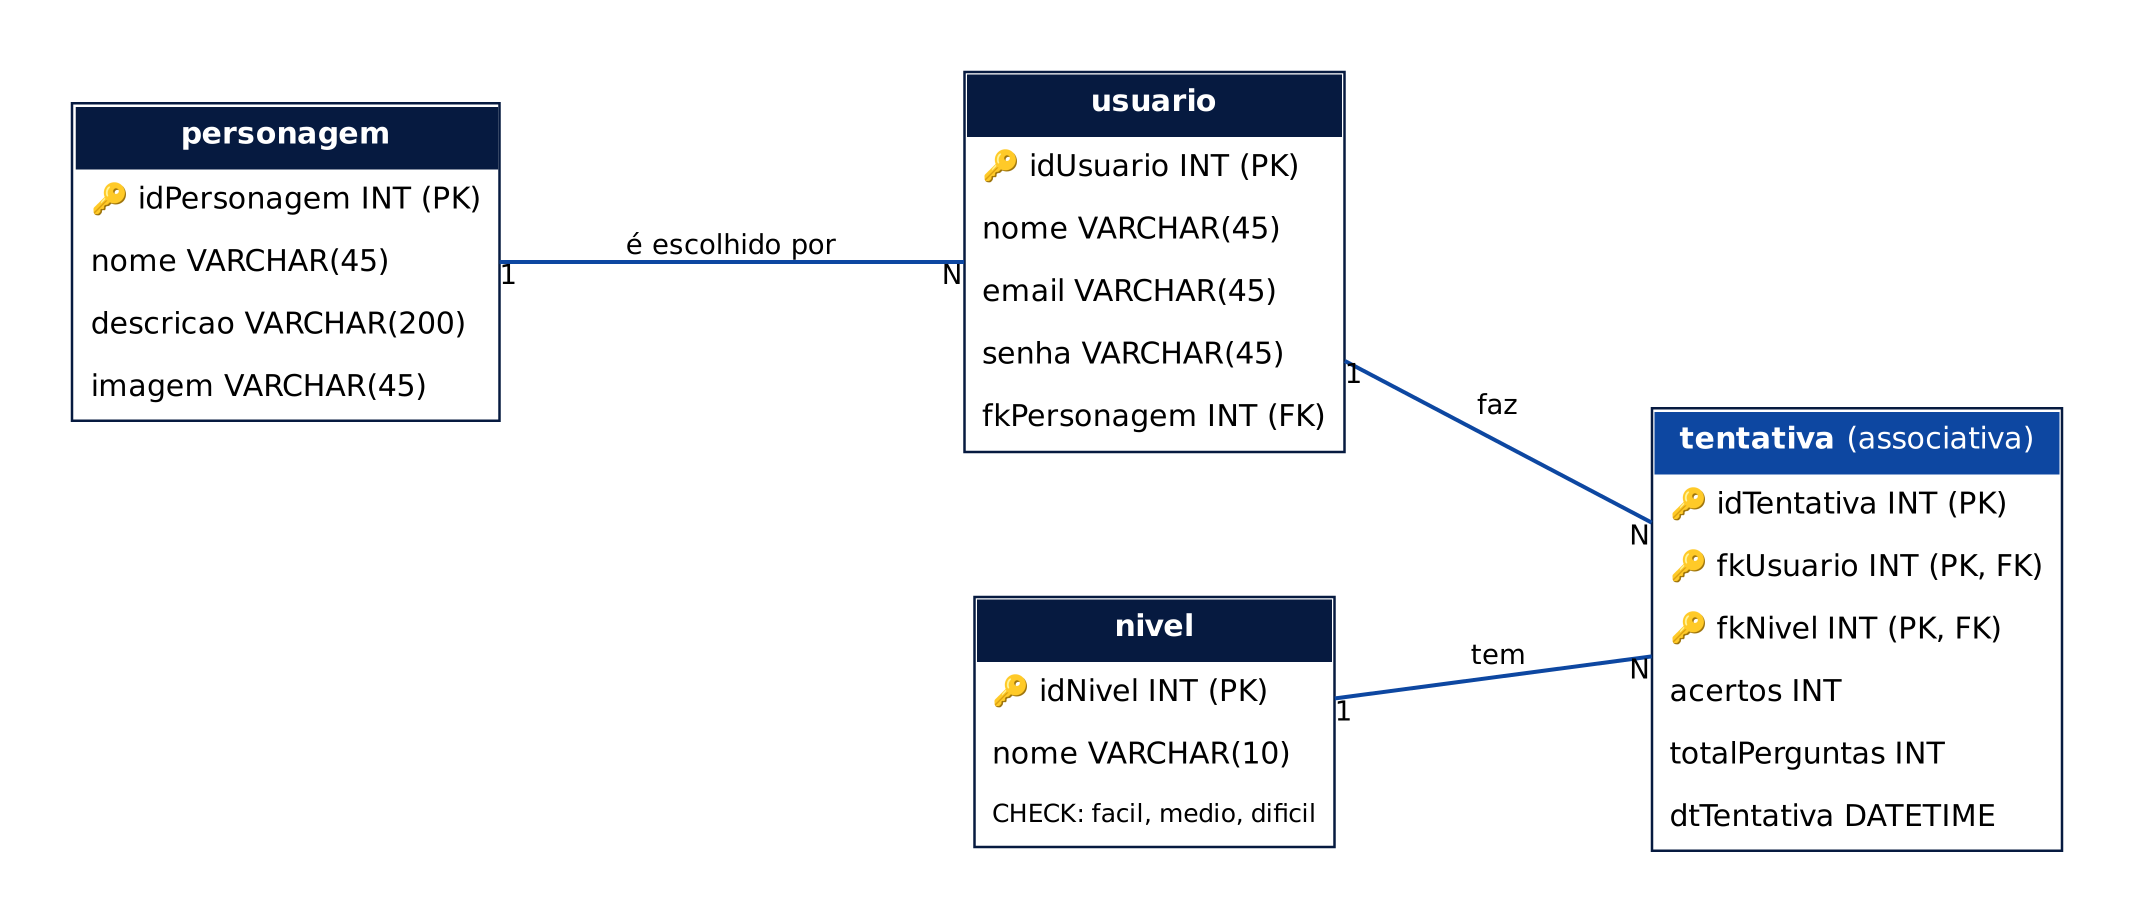 personagem
🔑 idPersonagem INT (PK)
nome VARCHAR(45)
descricao VARCHAR(200)
imagem VARCHAR(45)
é escolhido por
1
N
usuario
🔑 idUsuario INT (PK)
nome VARCHAR(45)
email VARCHAR(45)
senha VARCHAR(45)
fkPersonagem INT (FK)
1
faz
N
nivel
🔑 idNivel INT (PK)
nome VARCHAR(10)
CHECK: facil, medio, dificil
1
tem
N
tentativa (associativa)
🔑 idTentativa INT (PK)
🔑 fkUsuario INT (PK, FK)
🔑 fkNivel INT (PK, FK)
acertos INT
totalPerguntas INT
dtTentativa DATETIME